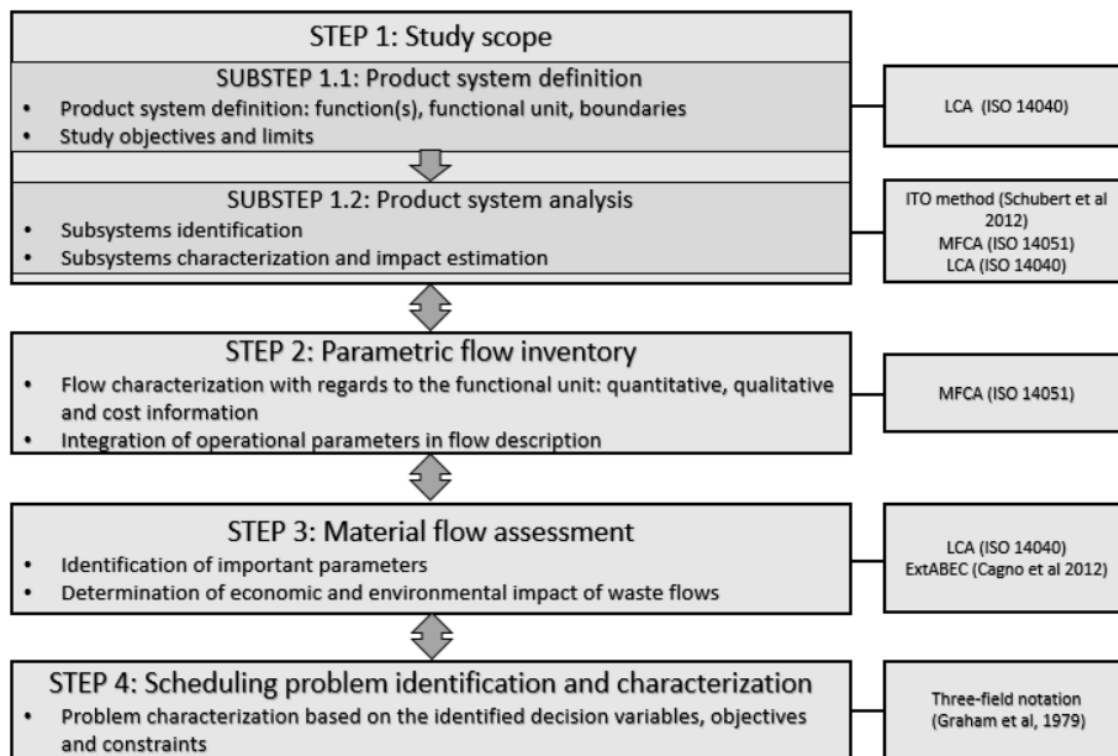 STEP 1: Study scope
SUBSTEP 1.1: Product system definition
• Product system definition: function(s), functional unit, boundaries
• Study objectives and limits
LCA (ISO 14040)
SUBSTEP 1.2: Product system analysis
• Subsystems identification
• Subsystems characterization and impact estimation
ITO method (Schubert et al
2012)
MFCA (ISO 14051)
LCA (ISO 14040)
STEP 2: Parametric flow inventory
• Flow characterization with regards to the functional unit: quantitative, qualitative
and cost information
• Integration of operational parameters in flow description
MFCA (ISO 14051)
STEP 3: Material flow assessment
• Identification of important parameters
• Determination of economic and environmental impact of waste flows
LCA (ISO 14040)
ExtABEC (Cagno et al 2012)
STEP 4: Scheduling problem identification and characterization
• Problem characterization based on the identified decision variables, objectives
and constraints
Three-field notation
(Graham et al, 1979)